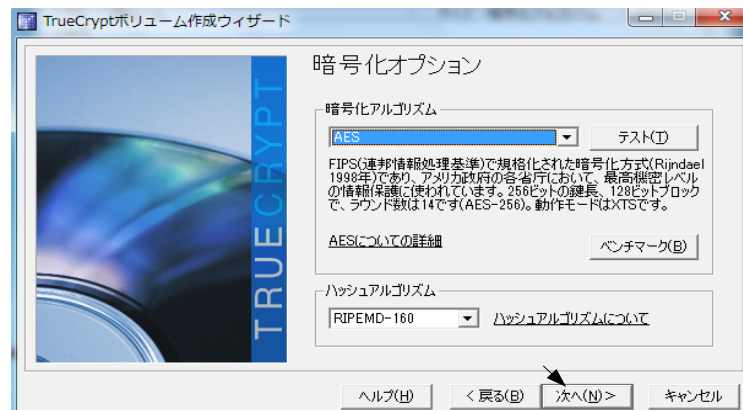 TrueCryptボリューム作成ウィザード
TRUECRYPT
暗号化オプション
暗号化アルゴリズム
AES
テスト(T)
FIPS(連邦情報処理基準)で規格化された暗号化方式(Rijndael
1998年)であり、アメリカ政府の各省庁において、最高機密レベル
の情報保護に使われています。256ビットの鍵長、128ビットブロック
で、ラウンド数は14です(AES-256)。動作モードはXTSです。
AESについての詳細
ベンチマーク(B)
ハッシュアルゴリズム
RIPEMD-160
ハッシュアルゴリズムについて
ヘルプ(H)
< 戻る(B)
次へ(N) >
キャンセル